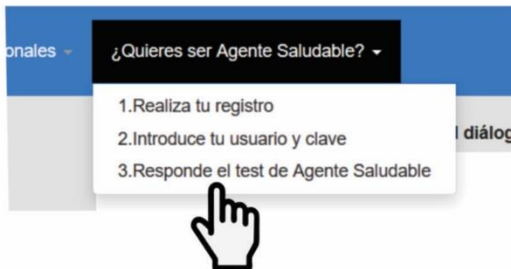 onales
¿Quieres ser Agente Saludable?
1.Realiza tu registro
2.Introduce tu usuario y clave
3.Responde el test de Agente Saludable
diálog